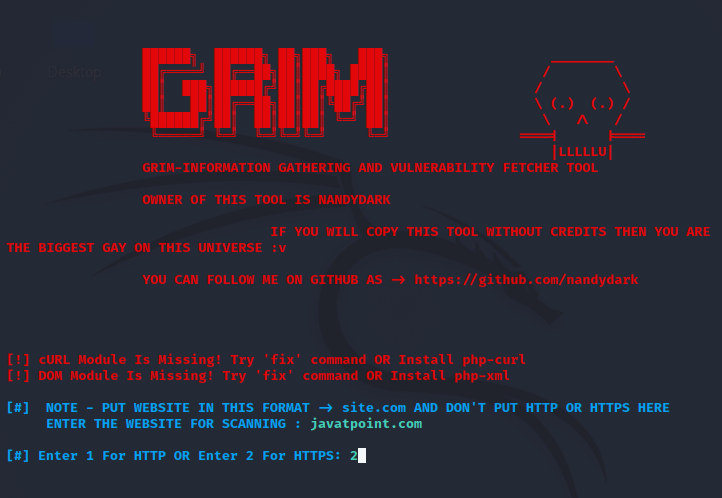 Desktop
GRIM
(.) (.)
|LLLLLU|
GRIM-INFORMATION GATHERING AND VULNERABILITY FETCHER TOOL
OWNER OF THIS TOOL IS NANDYDARK
IF YOU WILL COPY THIS TOOL WITHOUT CREDITS THEN YOU ARE
THE BIGGEST GAY ON THIS UNIVERSE :v
YOU CAN FOLLOW ME ON GITHUB AS -> https://github.com/nandydark
[!] cURL Module Is Missing! Try 'fix' command OR Install php-curl
[!] DOM Module Is Missing! Try 'fix' command OR Install php-xml
[#]  NOTE - PUT WEBSITE IN THIS FORMAT -> site.com AND DON'T PUT HTTP OR HTTPS HERE
ENTER THE WEBSITE FOR SCANNING : javatpoint.com
[#] Enter 1 For HTTP OR Enter 2 For HTTPS: 2